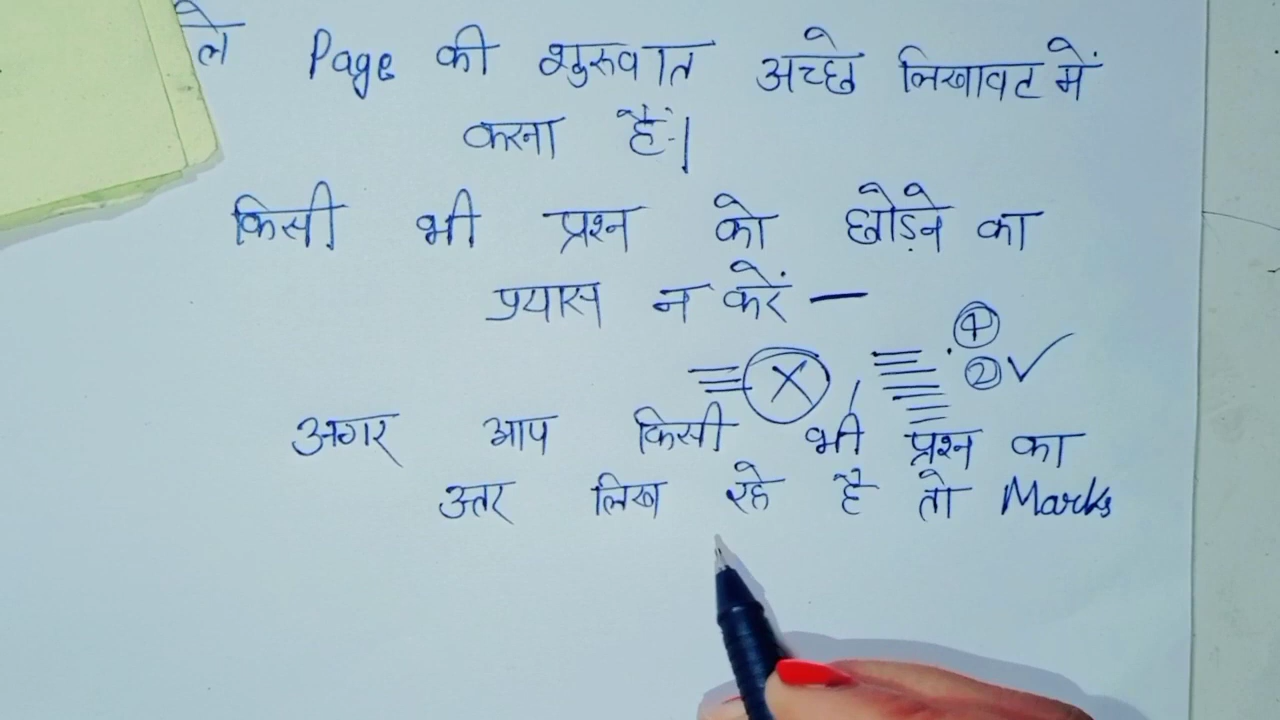 ले Page की शुरुवात अच्छे लिखावट में
करना हैं।
किसी भी प्रश्न को छोड़ने का
प्रयास न करें —
X ① ② ✓
अगर आप किसी भी प्रश्न का
उत्तर लिख रहे है तो Marks